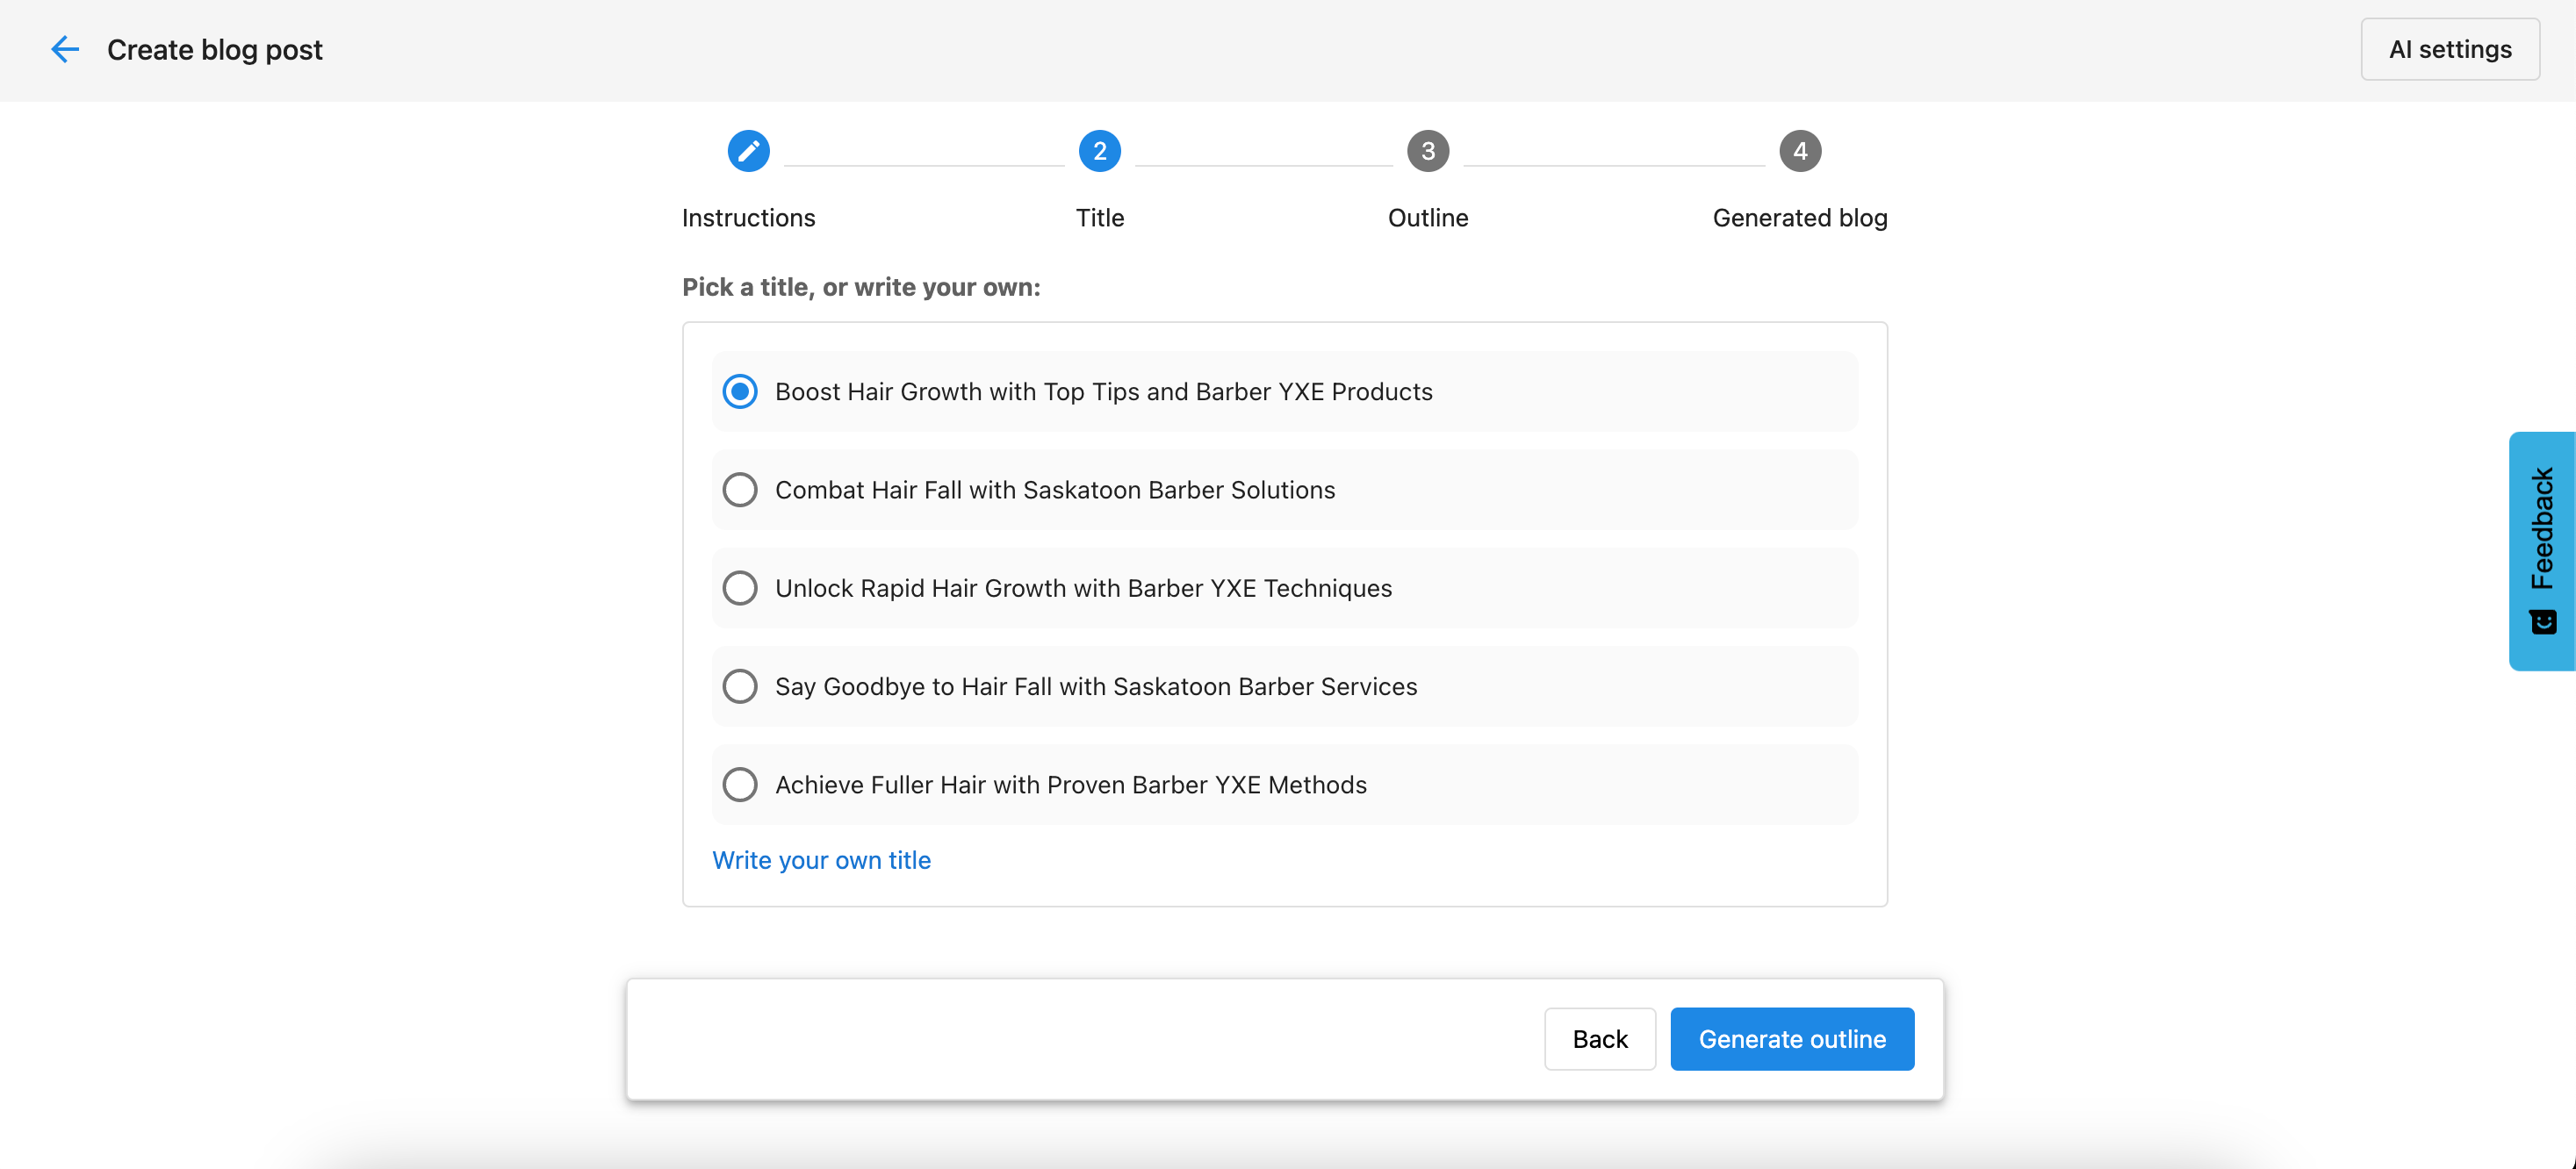 Create blog post
AI settings
2
3
4
Instructions
Title
Outline
Generated blog
Pick a title, or write your own:
Boost Hair Growth with Top Tips and Barber YXE Products
Combat Hair Fall with Saskatoon Barber Solutions
Unlock Rapid Hair Growth with Barber YXE Techniques
Say Goodbye to Hair Fall with Saskatoon Barber Services
Achieve Fuller Hair with Proven Barber YXE Methods
Write your own title
Feedback
Back
Generate outline